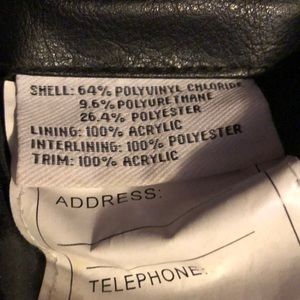 SHELL: 64% POLYVINYL CHLORIDE
9.6% POLYURETHANE
26.4% POLYESTER
LINING: 100% ACRYLIC
INTERLINING: 100% POLYESTER
TRIM: 100% ACRYLIC
ADDRESS:
TELEPHONE: